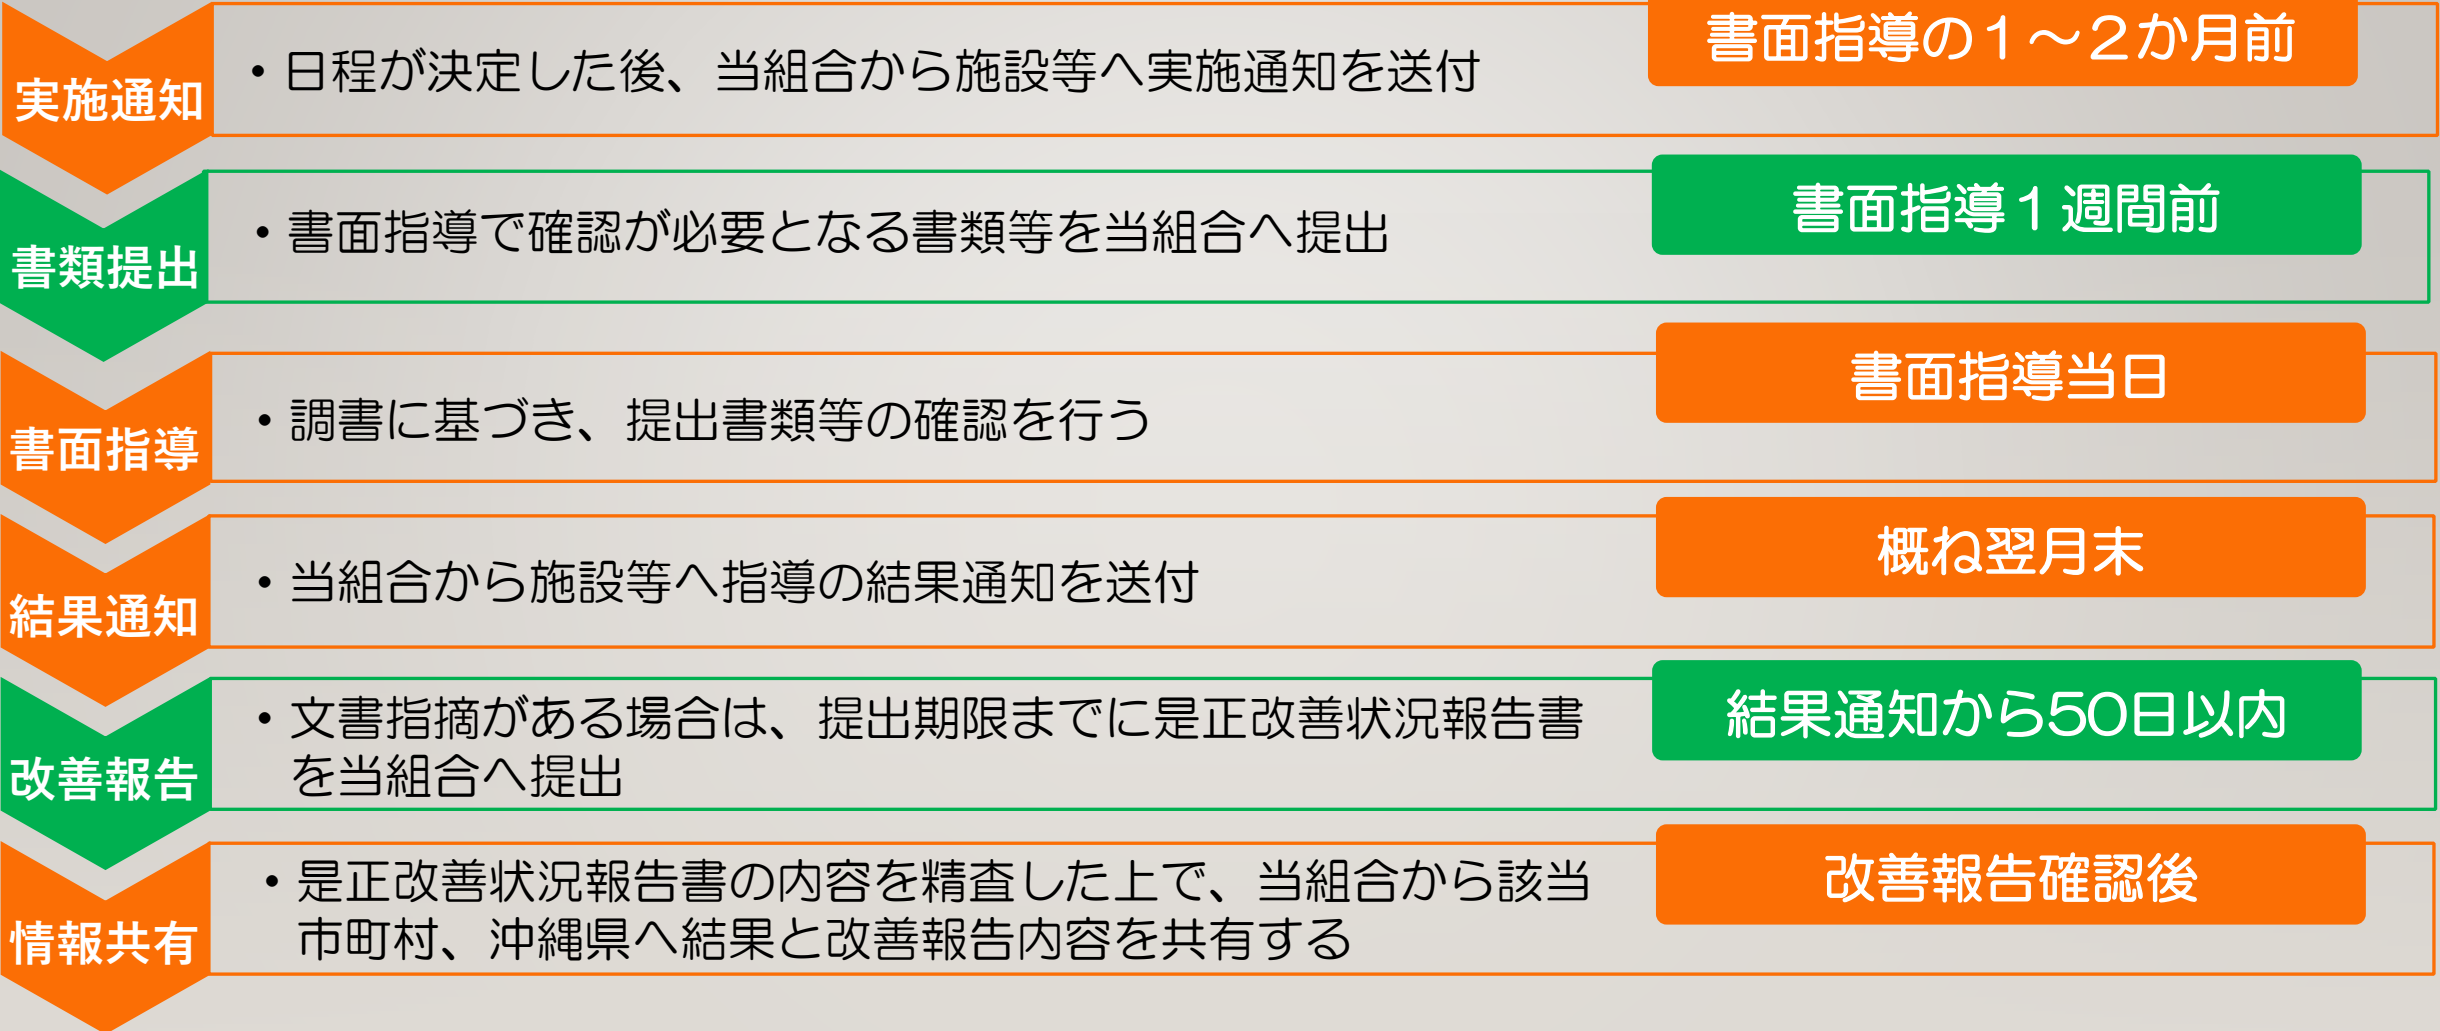 実施通知
・日程が決定した後、当組合から施設等へ実施通知を送付
書面指導の１～２か月前
書類提出
・書面指導で確認が必要となる書類等を当組合へ提出
書面指導１週間前
書面指導
・調書に基づき、提出書類等の確認を行う
書面指導当日
結果通知
・当組合から施設等へ指導の結果通知を送付
概ね翌月末
改善報告
・文書指摘がある場合は、提出期限までに是正改善状況報告書
を当組合へ提出
結果通知から50日以内
情報共有
・是正改善状況報告書の内容を精査した上で、当組合から該当
市町村、沖縄県へ結果と改善報告内容を共有する
改善報告確認後